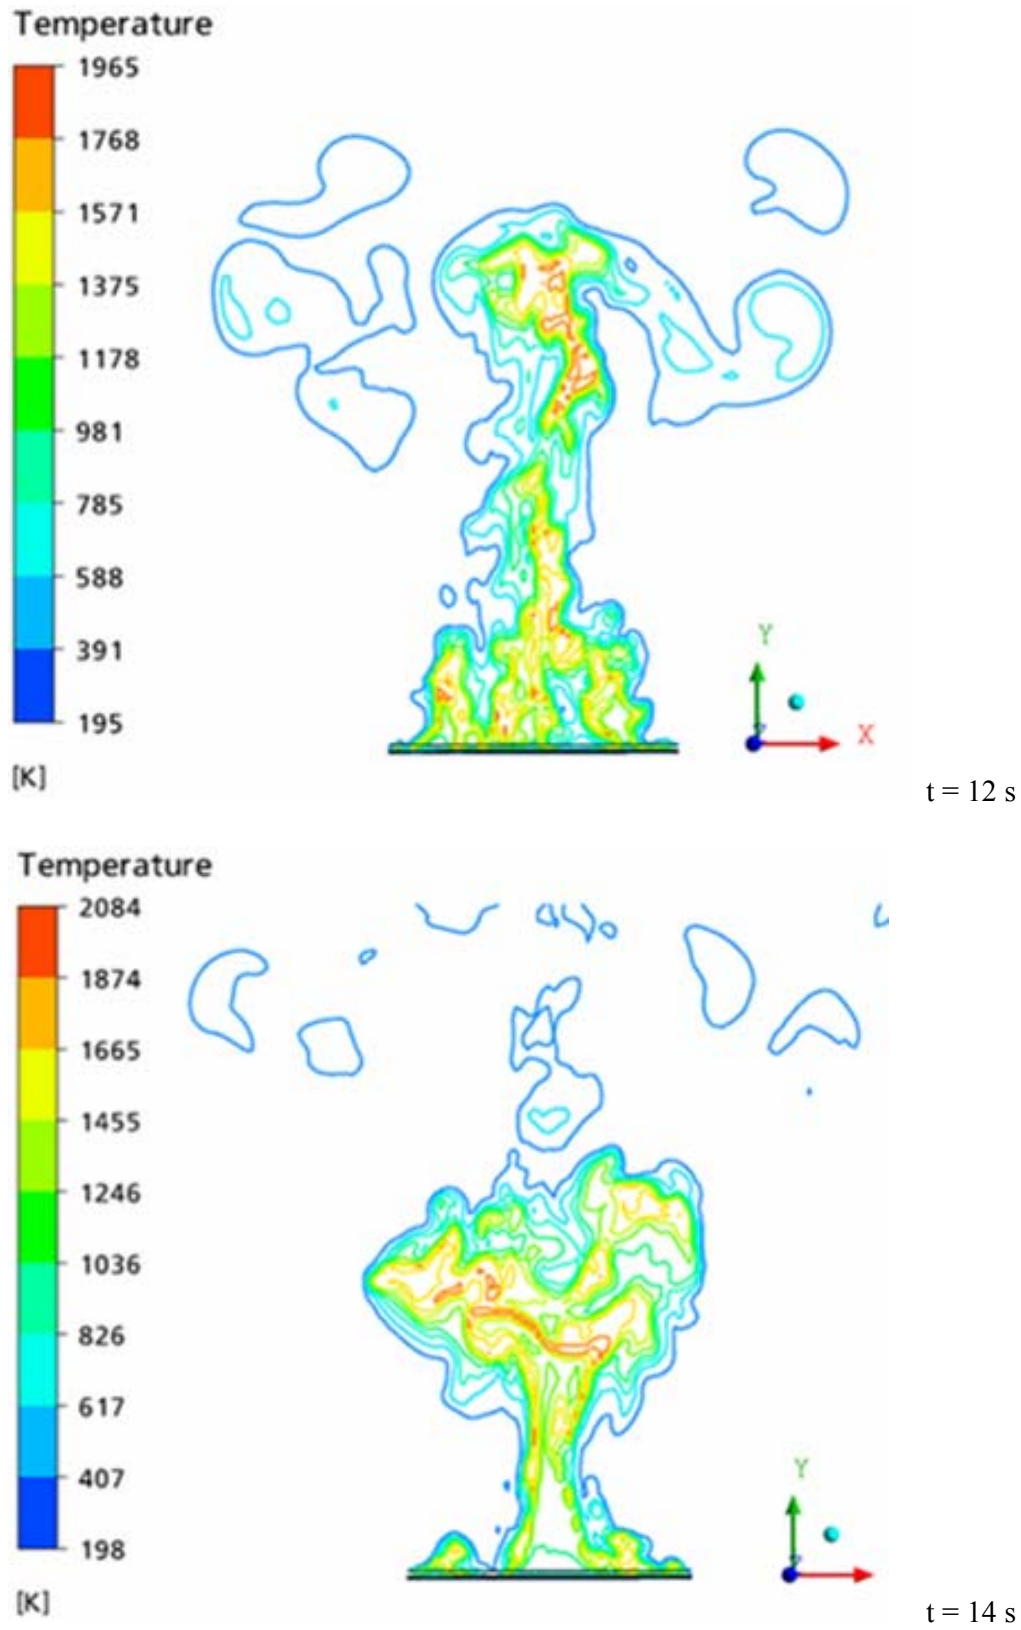 Temperature
1965
1768
1571
1375
1178
981
785
588
391
195
[K]
Y
X
t = 12 s
Temperature
2084
1874
1665
1455
1246
1036
826
617
407
198
[K]
Y
t = 14 s